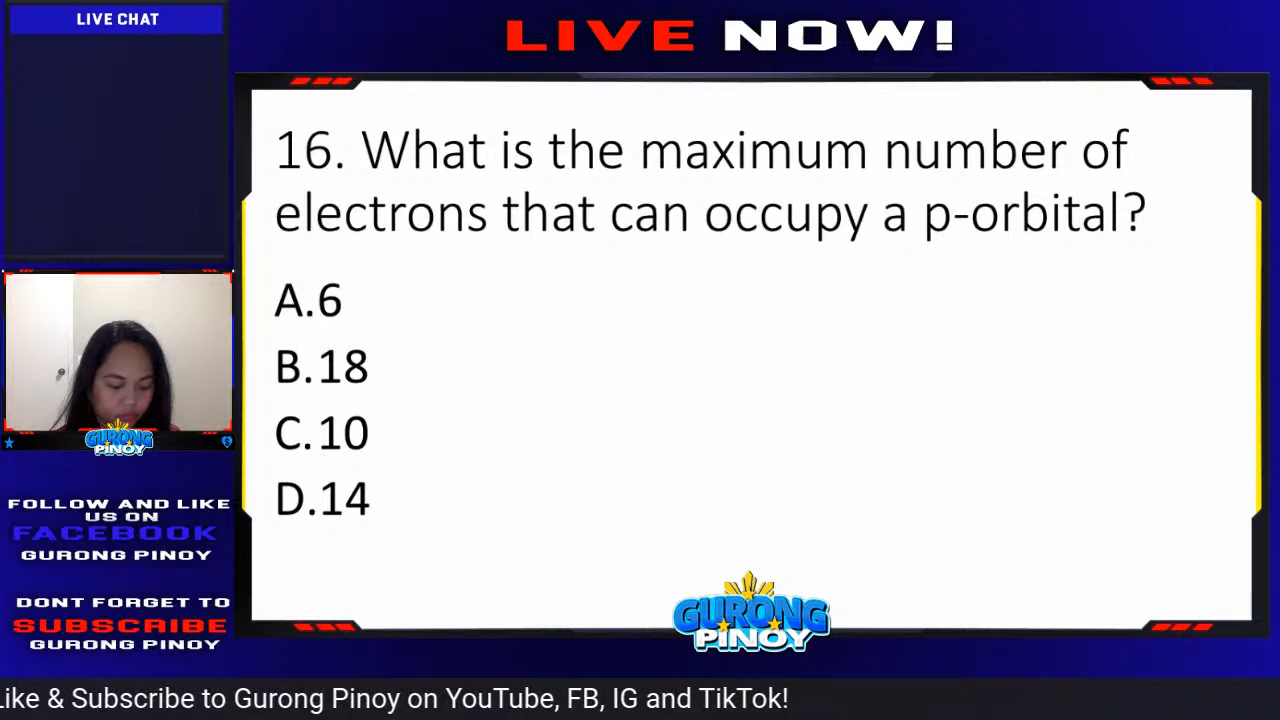 LIVE CHAT
LIVE NOW!
16. What is the maximum number of
electrons that can occupy a p-orbital?
A.6
B.18
C.10
D.14
GURONG
PINOY
FOLLOW AND LIKE
US ON
FACEBOOK
GURONG PINOY
DONT FORGET TO
SUBSCRIBE
GURONG PINOY
GURONG
PINOY
Like & Subscribe to Gurong Pinoy on YouTube, FB, IG and TikTok!